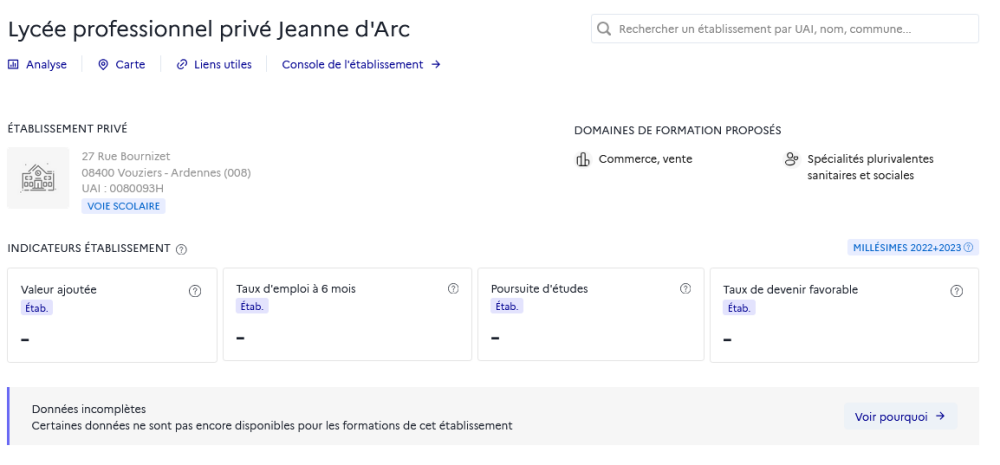 Lycée professionnel privé Jeanne d'Arc
Rechercher un établissement par UAI, nom, commune...
Analyse
Carte
Liens utiles
Console de l'établissement →
ÉTABLISSEMENT PRIVÉ
27 Rue Bournizet
08400 Vouziers - Ardennes (008)
UAI : 0080093H
VOIE SCOLAIRE
DOMAINES DE FORMATION PROPOSÉS
Commerce, vente
Spécialités plurivalentes
sanitaires et sociales
INDICATEURS ÉTABLISSEMENT
MILLÉSIMES 2022+2023
Valeur ajoutée
Étab.
-
Taux d'emploi à 6 mois
Étab.
-
Poursuite d'études
Étab.
-
Taux de devenir favorable
Étab.
-
Données incomplètes
Certaines données ne sont pas encore disponibles pour les formations de cet établissement
Voir pourquoi →